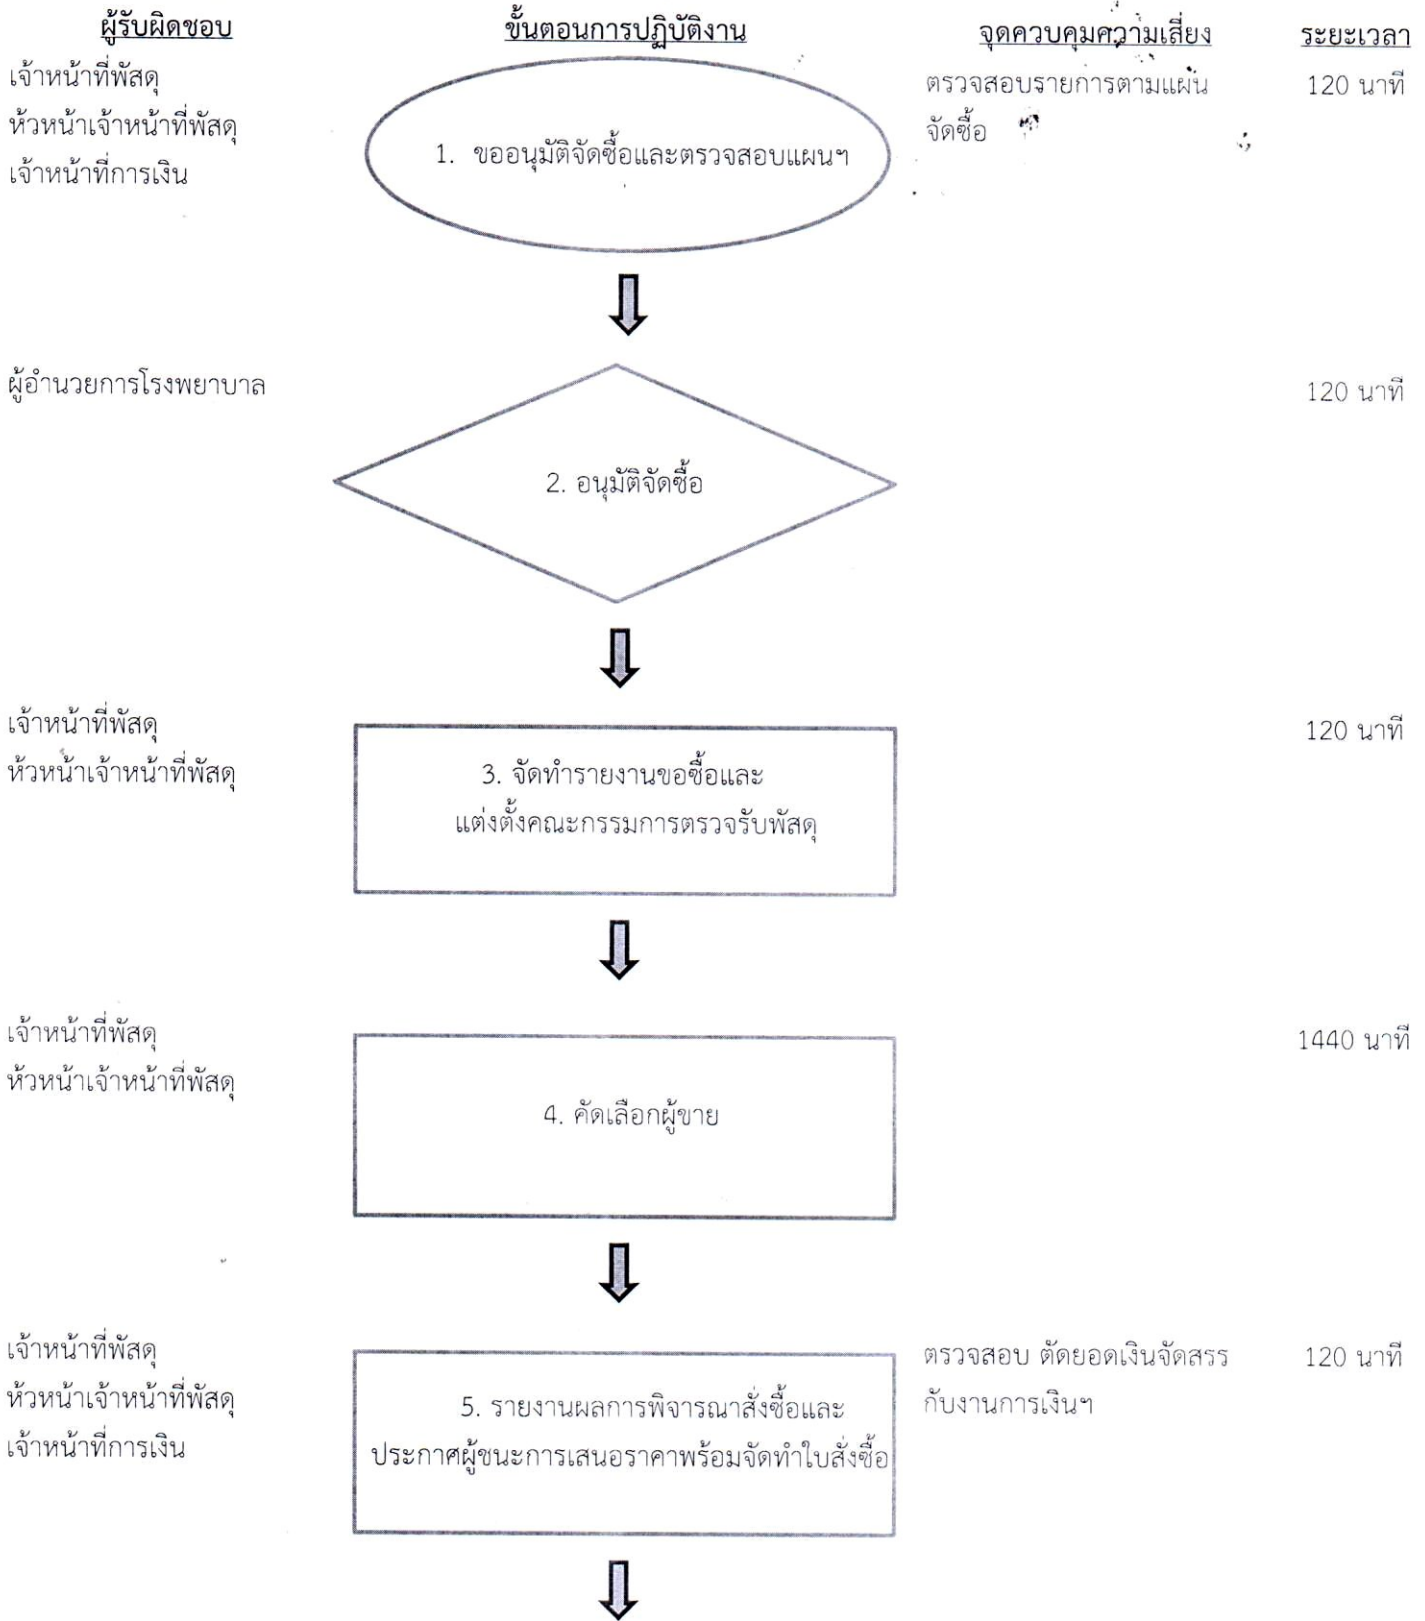 ผู้รับผิดชอบ ขั้นตอนการปฏิบัติงาน จุดควบคุมความเสี่ยง ระยะเวลา
เจ้าหน้าที่พัสดุ
หัวหน้าเจ้าหน้าที่พัสดุ
เจ้าหน้าที่การเงิน
1. ขออนุมัติจัดซื้อและตรวจสอบแผนฯ
ตรวจสอบรายการตามแผน
จัดซื้อ
120 นาที
ผู้อำนวยการโรงพยาบาล
2. อนุมัติจัดซื้อ
120 นาที
เจ้าหน้าที่พัสดุ
หัวหน้าเจ้าหน้าที่พัสดุ
3. จัดทำรายงานขอซื้อและ
แต่งตั้งคณะกรรมการตรวจรับพัสดุ
120 นาที
เจ้าหน้าที่พัสดุ
หัวหน้าเจ้าหน้าที่พัสดุ
4. คัดเลือกผู้ขาย
1440 นาที
เจ้าหน้าที่พัสดุ
หัวหน้าเจ้าหน้าที่พัสดุ
เจ้าหน้าที่การเงิน
5. รายงานผลการพิจารณาสั่งซื้อและ
ประกาศผู้ชนะการเสนอราคาพร้อมจัดทำใบสั่งซื้อ
ตรวจสอบ ตัดยอดเงินจัดสรร
กับงานการเงินฯ
120 นาที